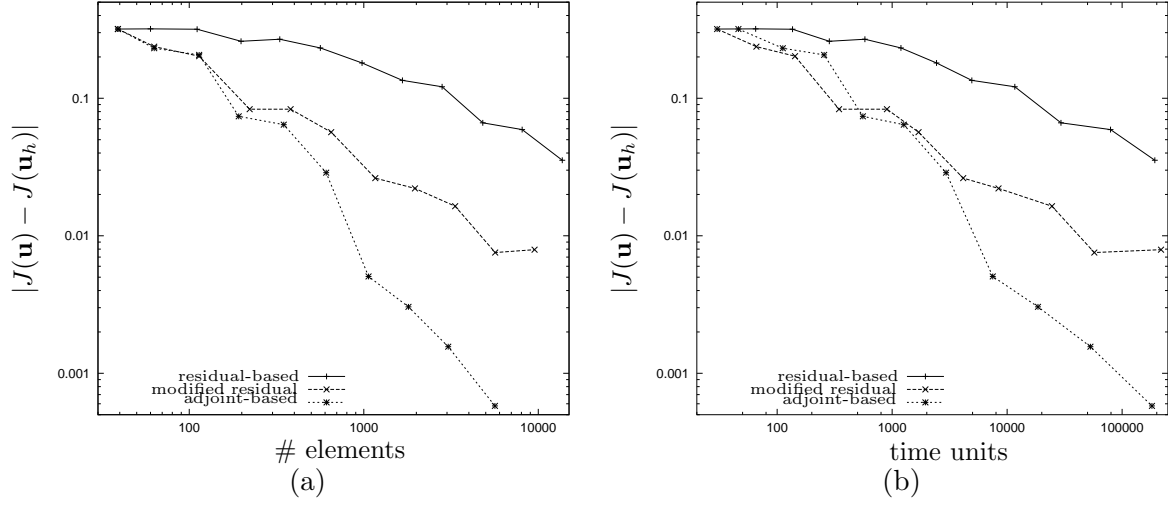 |J(u) − J(u_h)|
0.1
0.01
0.001
residual-based
modified residual
adjoint-based
100
1000
10000
# elements
(a)
|J(u) − J(u_h)|
0.1
0.01
0.001
residual-based
modified residual
adjoint-based
100
1000
10000
100000
time units
(b)